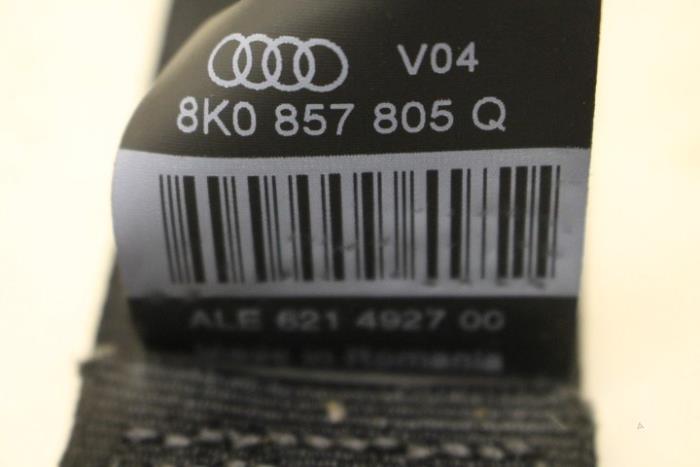 V04
8K0 857 805 Q
ALE 621 4927 00
Made in Romania